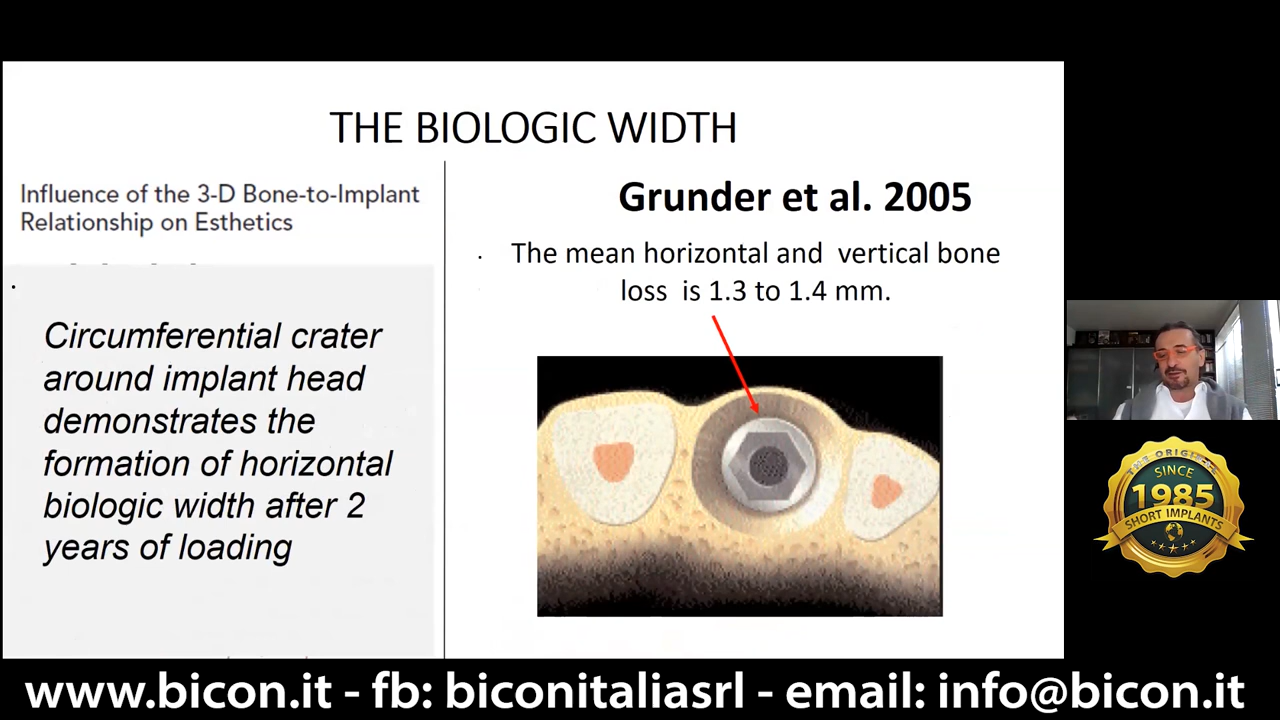 THE BIOLOGIC WIDTH
Influence of the 3-D Bone-to-Implant
Relationship on Esthetics
Circumferential crater
around implant head
demonstrates the
formation of horizontal
biologic width after 2
years of loading
Grunder et al. 2005
· The mean horizontal and vertical bone
loss is 1.3 to 1.4 mm.
SINCE
1985
SHORT IMPLANTS
www.bicon.it - fb: biconitaliasrl - email: info@bicon.it